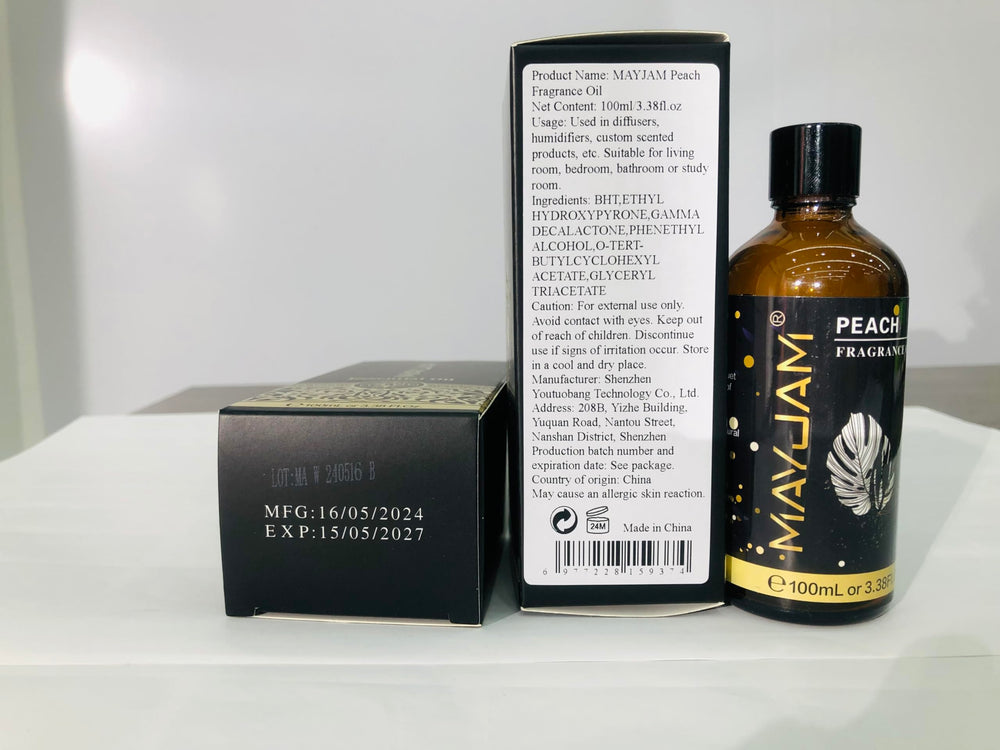 LOT:MA W 240516 B
MFG:16/05/2024
EXP:15/05/2027
Product Name: MAYJAM Peach
Fragrance Oil
Net Content: 100ml/3.38fl.oz
Usage: Used in diffusers,
humidifiers, custom scented
products, etc. Suitable for living
room, bedroom, bathroom or study
room.
Ingredients: BHT,ETHYL
HYDROXYPYRONE,GAMMA
DECALACTONE,PHENETHYL
ALCOHOL,O-TERT-
BUTYLCYCLOHEXYL
ACETATE,GLYCERYL
TRIACETATE
Caution: For external use only.
Avoid contact with eyes. Keep out
of reach of children. Discontinue
use if signs of irritation occur. Store
in a cool and dry place.
Manufacturer: Shenzhen
Youtuobang Technology Co., Ltd.
Address: 208B, Yizhe Building,
Yuquan Road, Nantou Street,
Nanshan District, Shenzhen
Production batch number and
expiration date: See package.
Country of origin: China
May cause an allergic skin reaction.
24M
Made in China
6 977228 159374
MAYJAM®
PEACH
FRAGRANCE
℮100mL or 3.38Fl